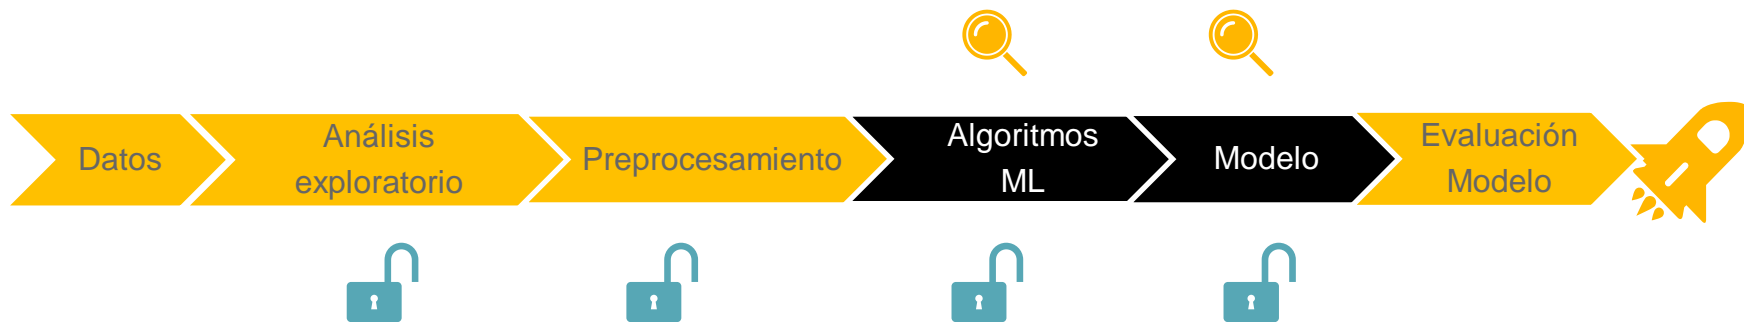 Datos
Análisis
exploratorio
Preprocesamiento
Algoritmos
ML
Modelo
Evaluación
Modelo